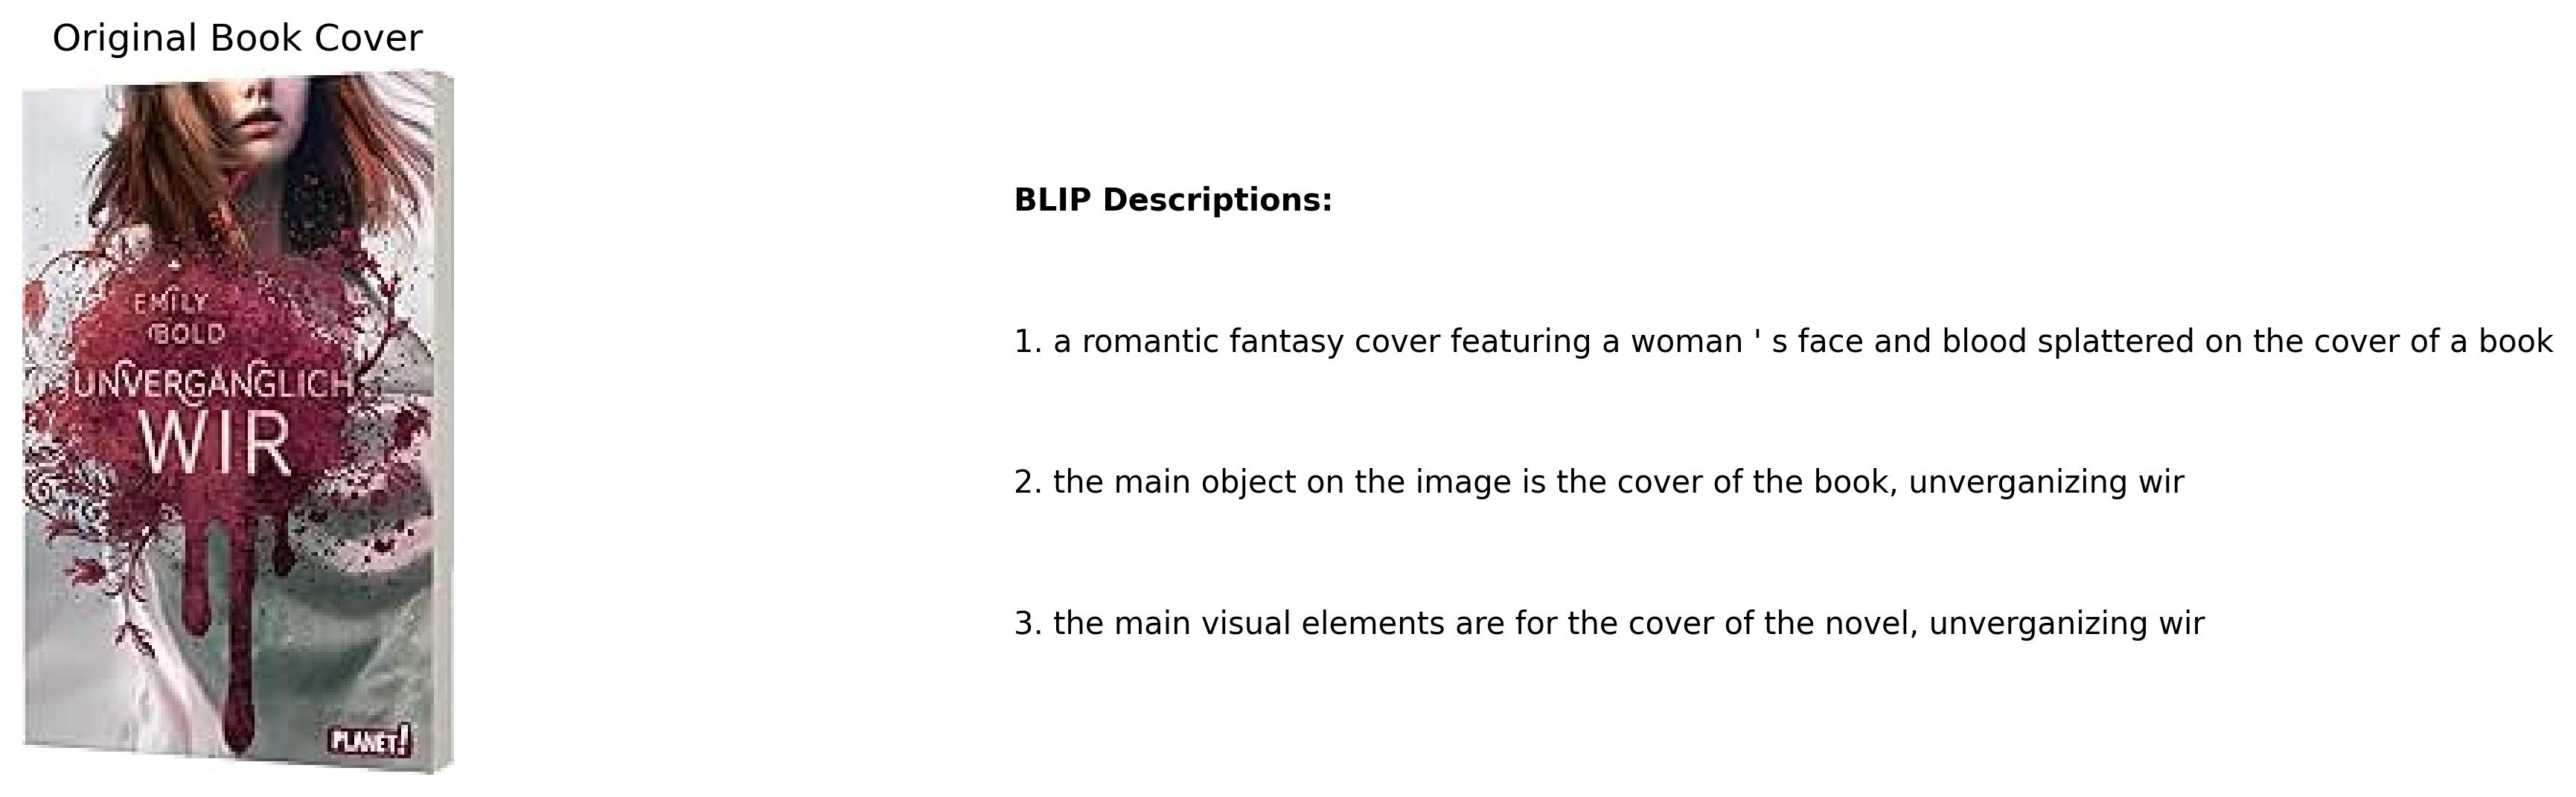 Original Book Cover
EMILY
BOLD
UNVERGÄNGLICH
WIR
PLANET!
BLIP Descriptions:
1. a romantic fantasy cover featuring a woman ' s face and blood splattered on the cover of a book
2. the main object on the image is the cover of the book, unverganizing wir
3. the main visual elements are for the cover of the novel, unverganizing wir